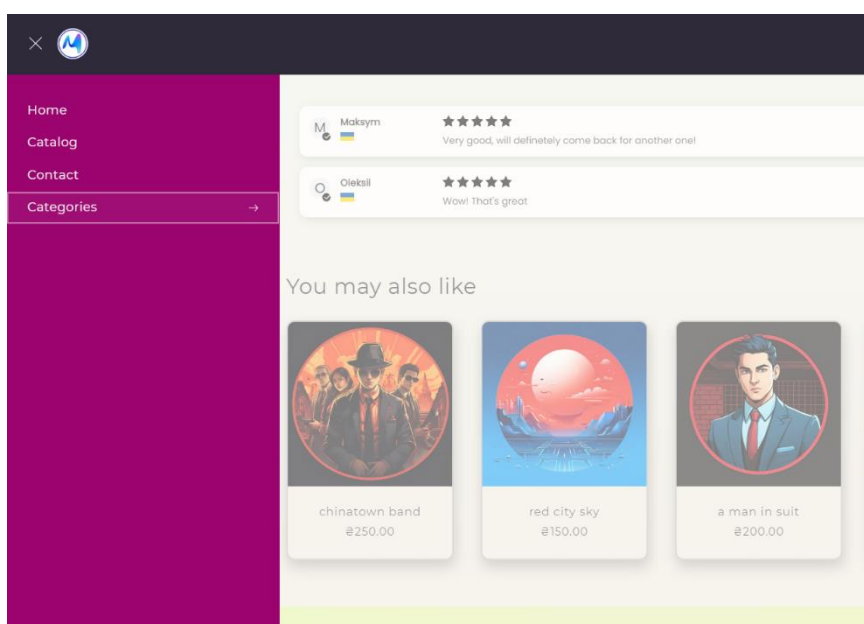 Home
Catalog
Contact
Categories →
M Maksym ★★★★★
Very good, will definetely come back for another one!
O Oleksii ★★★★★
Wow! That's great
You may also like
chinatown band
₴250.00
red city sky
₴150.00
a man in suit
₴200.00